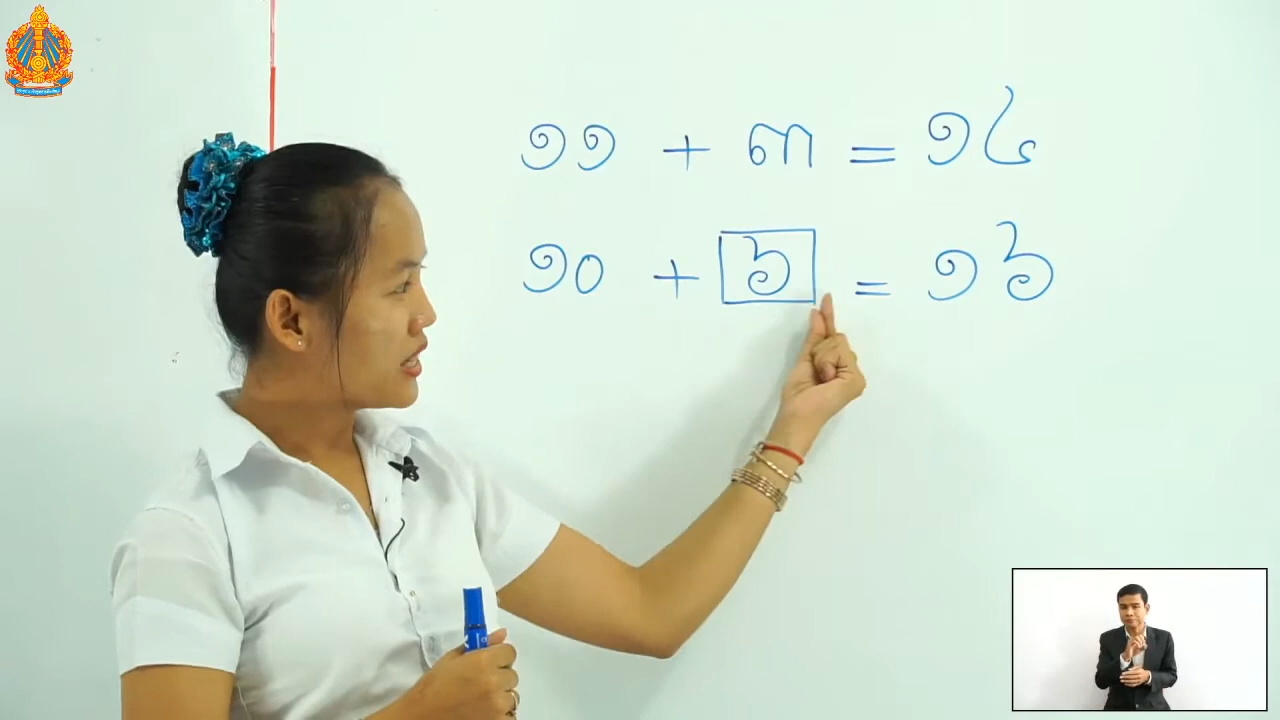 ១១ + ៣ = ១៤
១០ + ៦ = ១៦